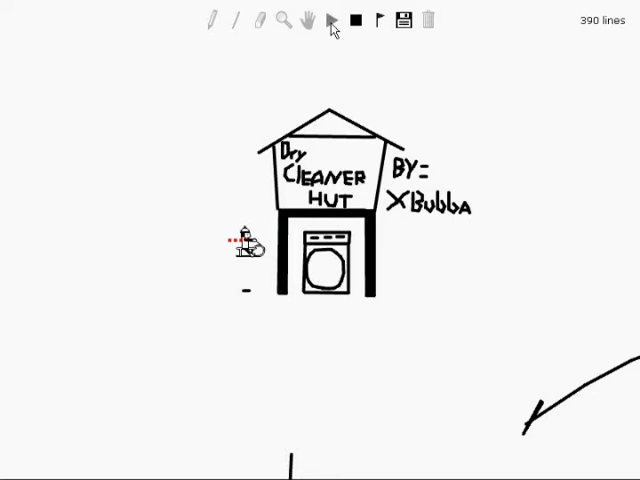 390 lines
Dry
CLEANER
HUT
BY=
XBubbA